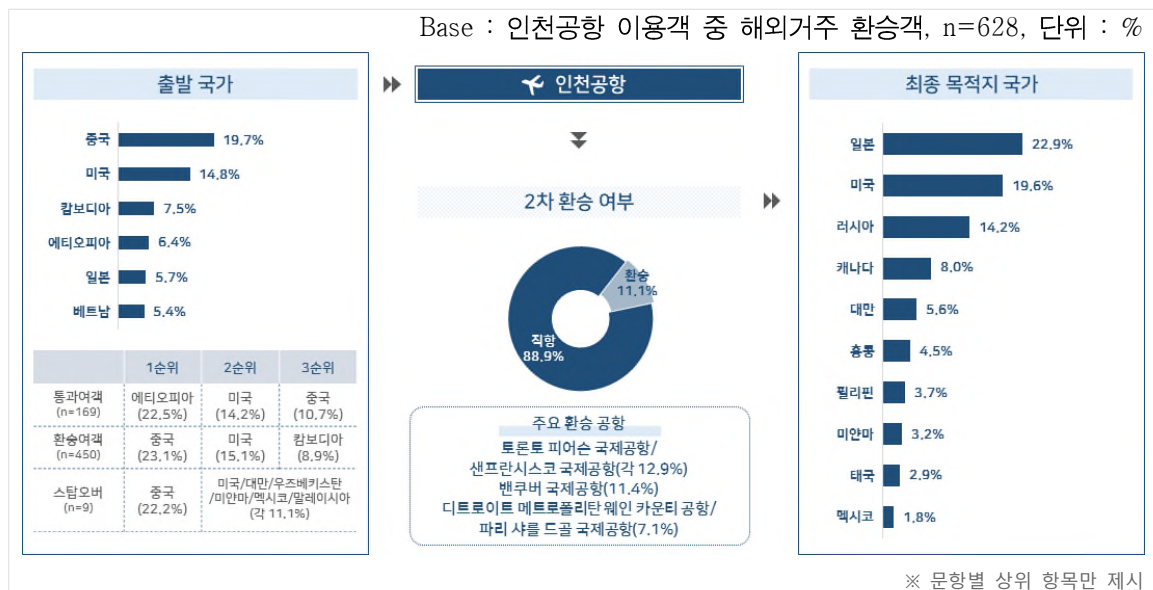 Base : 인천공항 이용객 중 해외거주 환승객, n=628, 단위 : %
출발 국가
중국 19.7%
미국 14.8%
캄보디아 7.5%
에티오피아 6.4%
일본 5.7%
베트남 5.4%
1순위 2순위 3순위
통과여객 에티오피아 미국 중국
(n=169) (22.5%) (14.2%) (10.7%)
환승여객 중국 미국 캄보디아
(n=450) (23.1%) (15.1%) (8.9%)
스탑오버 중국 미국/대만/우즈베키스탄
(n=9) (22.2%) /미얀마/멕시코/말레이시아
(각 11.1%)
인천공항
2차 환승 여부
환승
11.1%
직항
88.9%
주요 환승 공항
토론토 피어슨 국제공항/
샌프란시스코 국제공항(각 12.9%)
밴쿠버 국제공항(11.4%)
디트로이트 메트로폴리탄 웨인 카운티 공항/
파리 샤를 드골 국제공항(7.1%)
최종 목적지 국가
일본 22.9%
미국 19.6%
러시아 14.2%
캐나다 8.0%
대만 5.6%
홍콩 4.5%
필리핀 3.7%
미얀마 3.2%
태국 2.9%
멕시코 1.8%
※ 문항별 상위 항목만 제시